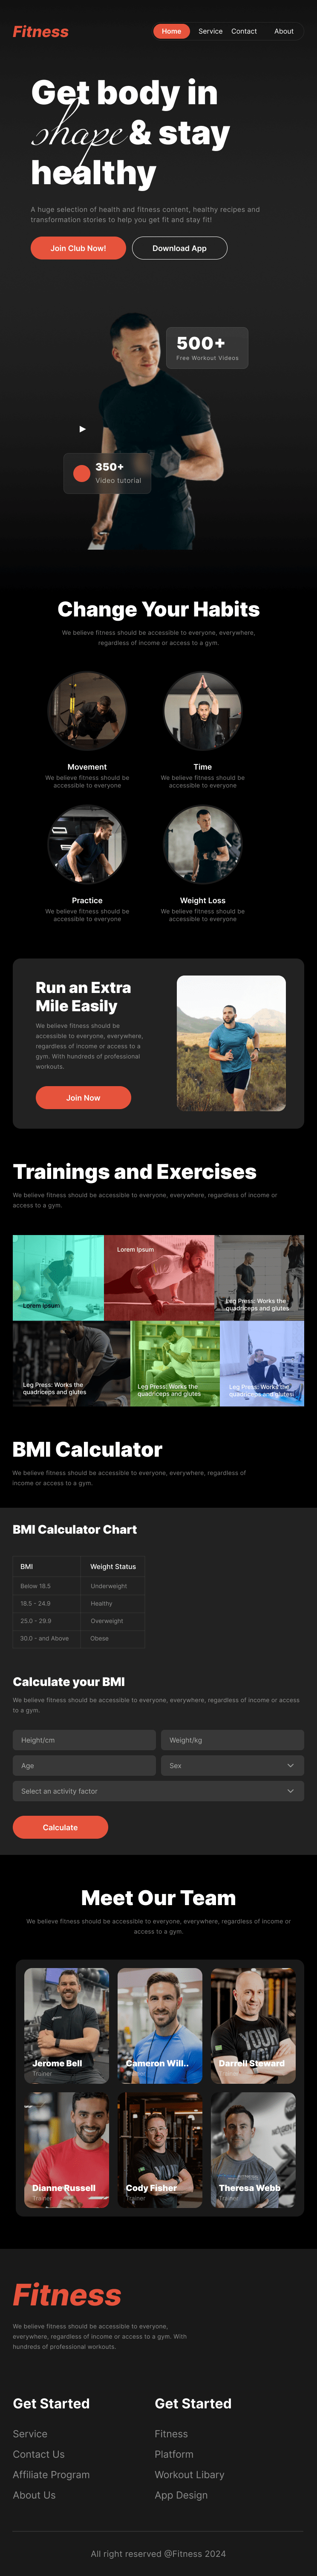 Fitness
Home Service Contact About
Get body in
shape & stay
healthy
A huge selection of health and fitness content, healthy recipes and
transformation stories to help you get fit and stay fit!
Join Club Now! Download App
500+
Free Workout Videos
350+
Video tutorial
Change Your Habits
We believe fitness should be accessible to everyone, everywhere,
regardless of income or access to a gym.
Movement
We believe fitness should be
accessible to everyone
Time
We believe fitness should be
accessible to everyone
Practice
We believe fitness should be
accessible to everyone
Weight Loss
We believe fitness should be
accessible to everyone
Run an Extra
Mile Easily
We believe fitness should be
accessible to everyone, everywhere,
regardless of income or access to a
gym. With hundreds of professional
workouts.
Join Now
Trainings and Exercises
We believe fitness should be accessible to everyone, everywhere, regardless of income or
access to a gym.
Lorem Ipsum
Lorem Ipsum
Leg Press: Works the
quadriceps and glutes
Leg Press: Works the
quadriceps and glutes
Leg Press: Works the
quadriceps and glutes
Leg Press: Works the
quadriceps and glutes
BMI Calculator
We believe fitness should be accessible to everyone, everywhere, regardless of
income or access to a gym.
BMI Calculator Chart
BMI Weight Status
Below 18.5 Underweight
18.5 - 24.9 Healthy
25.0 - 29.9 Overweight
30.0 - and Above Obese
Calculate your BMI
We believe fitness should be accessible to everyone, everywhere, regardless of income or access
to a gym.
Height/cm Weight/kg
Age Sex
Select an activity factor
Calculate
Meet Our Team
We believe fitness should be accessible to everyone, everywhere, regardless of income or
access to a gym.
Jerome Bell
Trainer
Cameron Will..
Trainer
YOUR
Darrell Steward
Trainer
Dianne Russell
Trainer
Cody Fisher
Trainer
Theresa Webb
Trainer
Fitness
We believe fitness should be accessible to everyone,
everywhere, regardless of income or access to a gym. With
hundreds of professional workouts.
Get Started
Service
Contact Us
Affiliate Program
About Us
Get Started
Fitness
Platform
Workout Libary
App Design
All right reserved @Fitness 2024